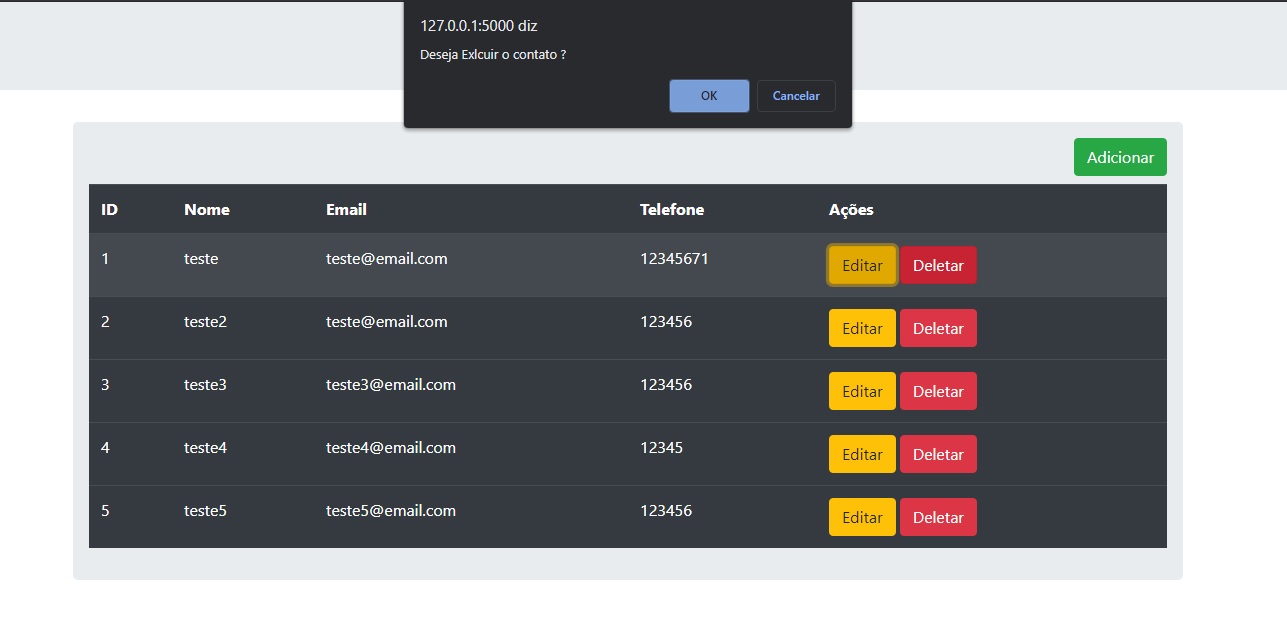 127.0.0.1:5000 diz
Deseja Exlcuir o contato ?
OK Cancelar
Adicionar
ID Nome Email Telefone Ações
1 teste teste@email.com 12345671 Editar Deletar
2 teste2 teste@email.com 123456 Editar Deletar
3 teste3 teste3@email.com 123456 Editar Deletar
4 teste4 teste4@email.com 12345 Editar Deletar
5 teste5 teste5@email.com 123456 Editar Deletar